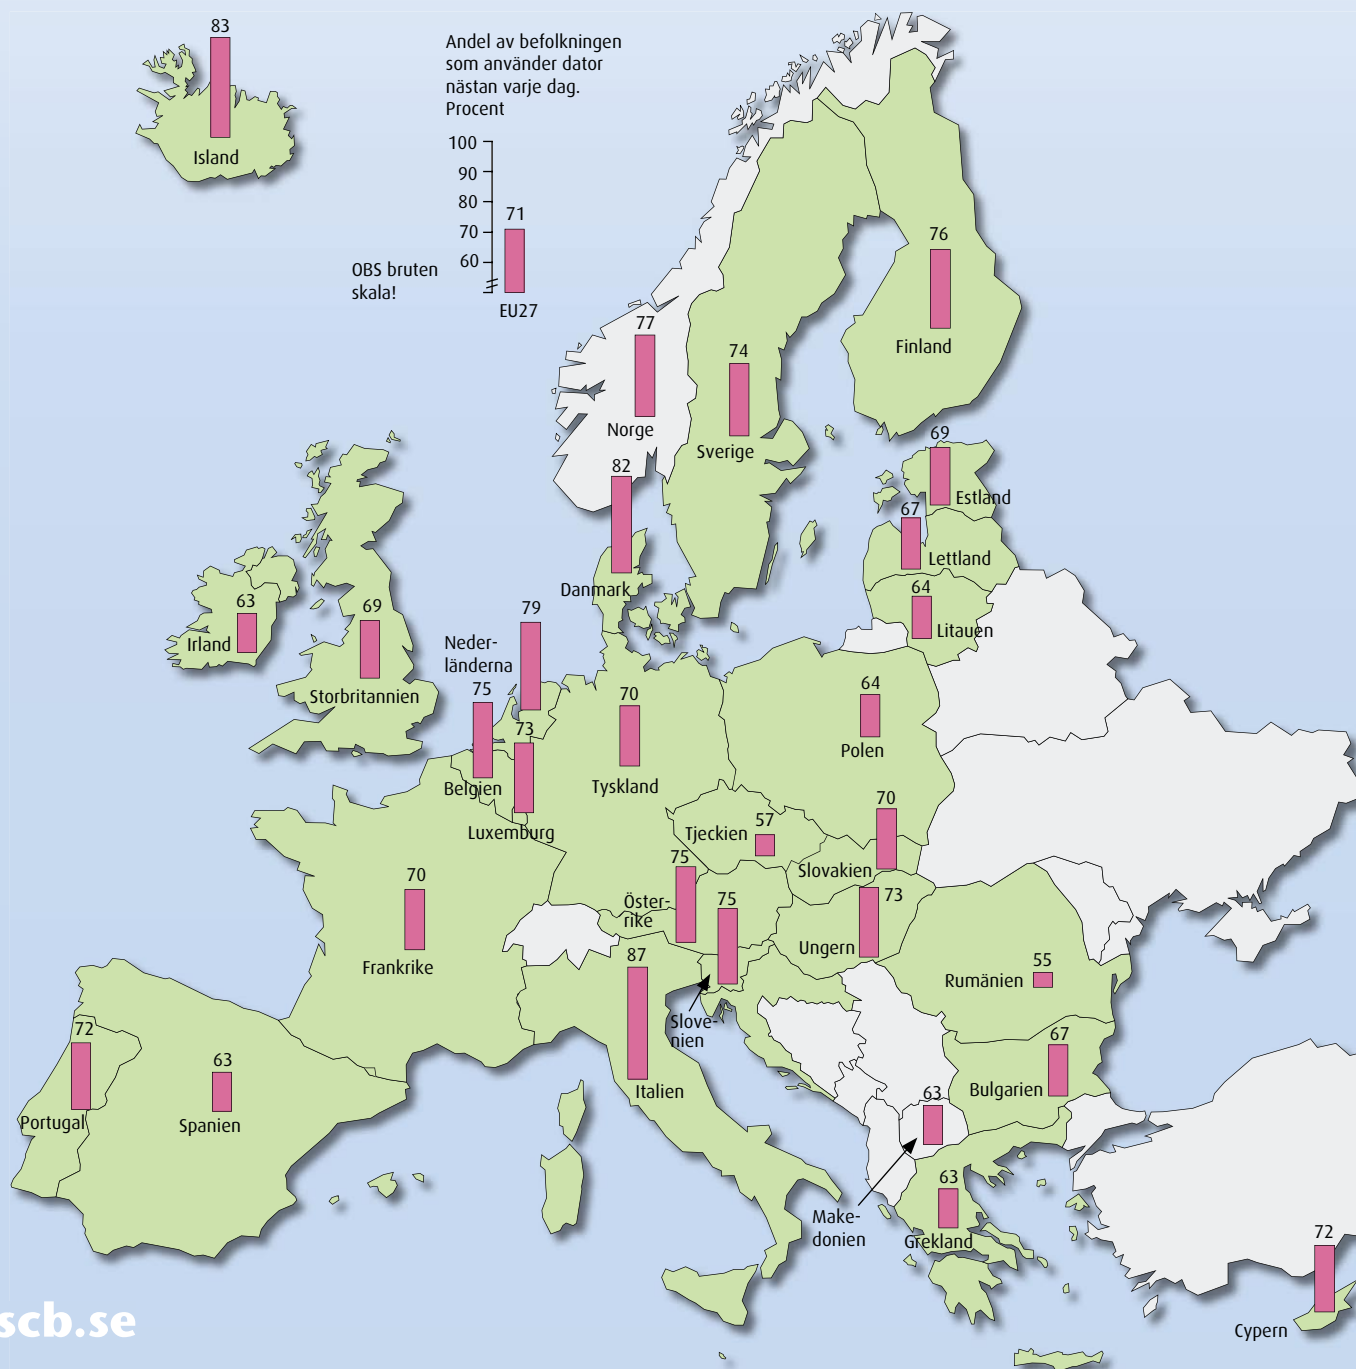 83
Island
Andel av befolkningen
som använder dator
nästan varje dag.
Procent
100
90
80
70
60
71
OBS bruten
skala!
EU27
77
Norge
74
Sverige
76
Finland
82
Danmark
69
Estland
67
Lettland
64
Litauen
63
Irland
69
Storbritannien
79
Neder-
länderna
75
Belgien
73
Luxemburg
70
Tyskland
64
Polen
57
Tjeckien
70
Slovakien
75
Öster-
rike
75
Slove-
nien
73
Ungern
70
Frankrike
87
Italien
55
Rumänien
67
Bulgarien
72
Portugal
63
Spanien
63
Make-
donien
63
Grekland
72
Cypern
scb.se